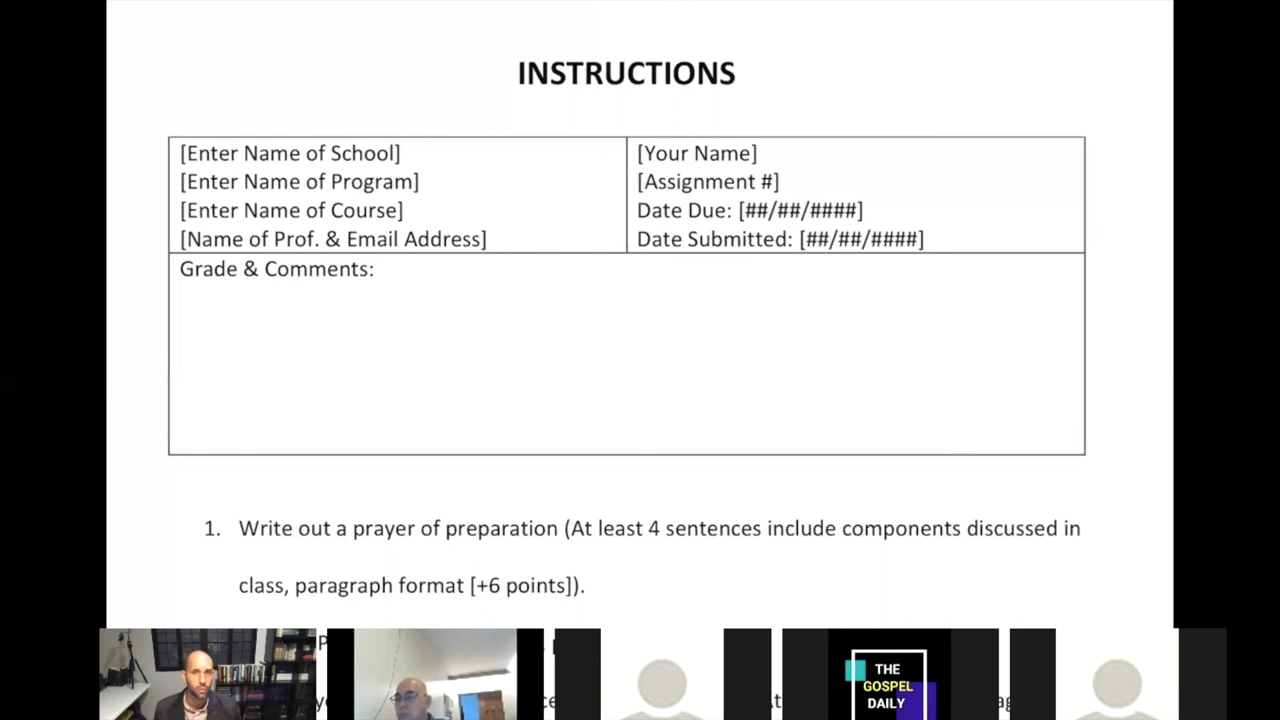 INSTRUCTIONS
[Enter Name of School]
[Enter Name of Program]
[Enter Name of Course]
[Name of Prof. & Email Address]
[Your Name]
[Assignment #]
Date Due: [##/##/####]
Date Submitted: [##/##/####]
Grade & Comments:
1. Write out a prayer of preparation (At least 4 sentences include components discussed in
class, paragraph format [+6 points]).
THE
GOSPEL
DAILY